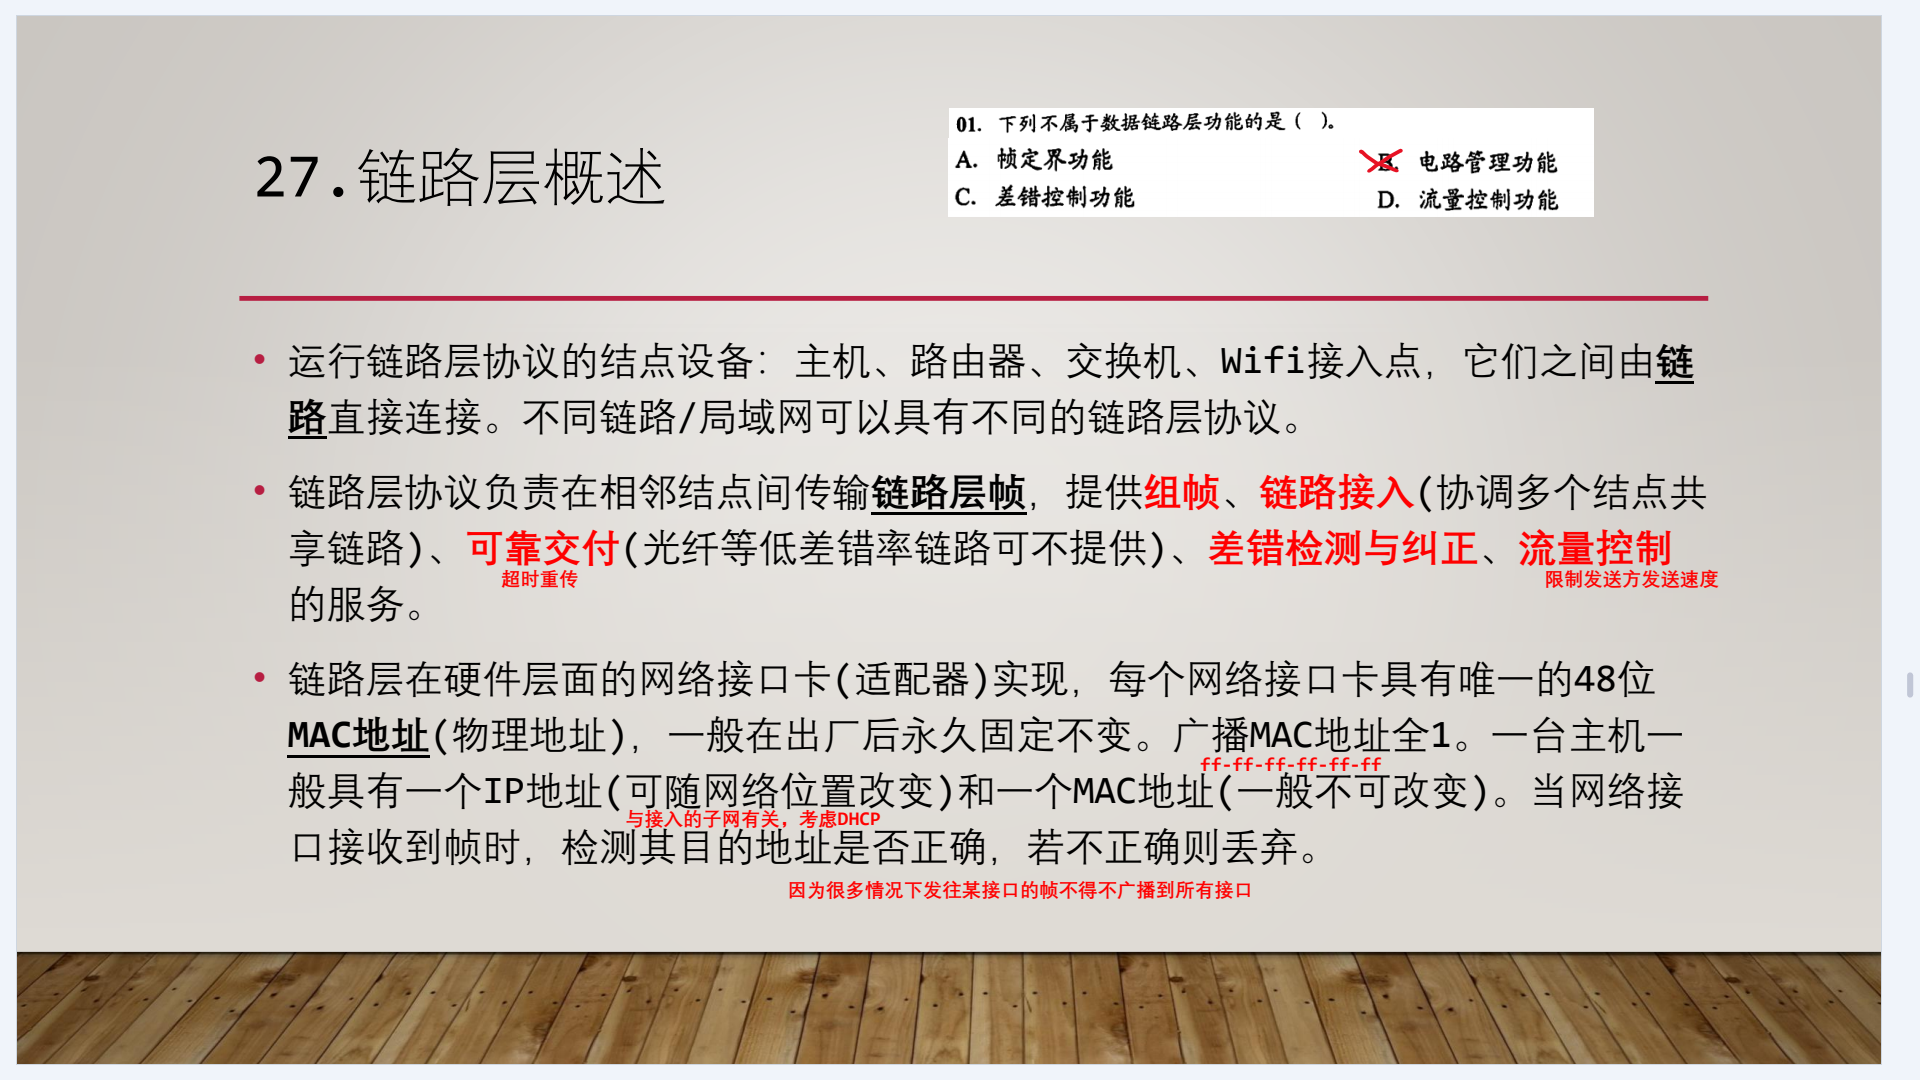 27.链路层概述
01. 下列不属于数据链路层功能的是（ ）。
A. 帧定界功能 B. 电路管理功能
C. 差错控制功能 D. 流量控制功能
• 运行链路层协议的结点设备：主机、路由器、交换机、Wifi接入点，它们之间由链
路直接连接。不同链路/局域网可以具有不同的链路层协议。
• 链路层协议负责在相邻结点间传输链路层帧，提供组帧、链路接入(协调多个结点共
享链路)、可靠交付(光纤等低差错率链路可不提供)、差错检测与纠正、流量控制
超时重传 限制发送方发送速度
的服务。
• 链路层在硬件层面的网络接口卡(适配器)实现，每个网络接口卡具有唯一的48位
MAC地址(物理地址)，一般在出厂后永久固定不变。广播MAC地址全1。一台主机一
ff-ff-ff-ff-ff-ff
般具有一个IP地址(可随网络位置改变)和一个MAC地址(一般不可改变)。当网络接
与接入的子网有关，考虑DHCP
口接收到帧时，检测其目的地址是否正确，若不正确则丢弃。
因为很多情况下发往某接口的帧不得不广播到所有接口